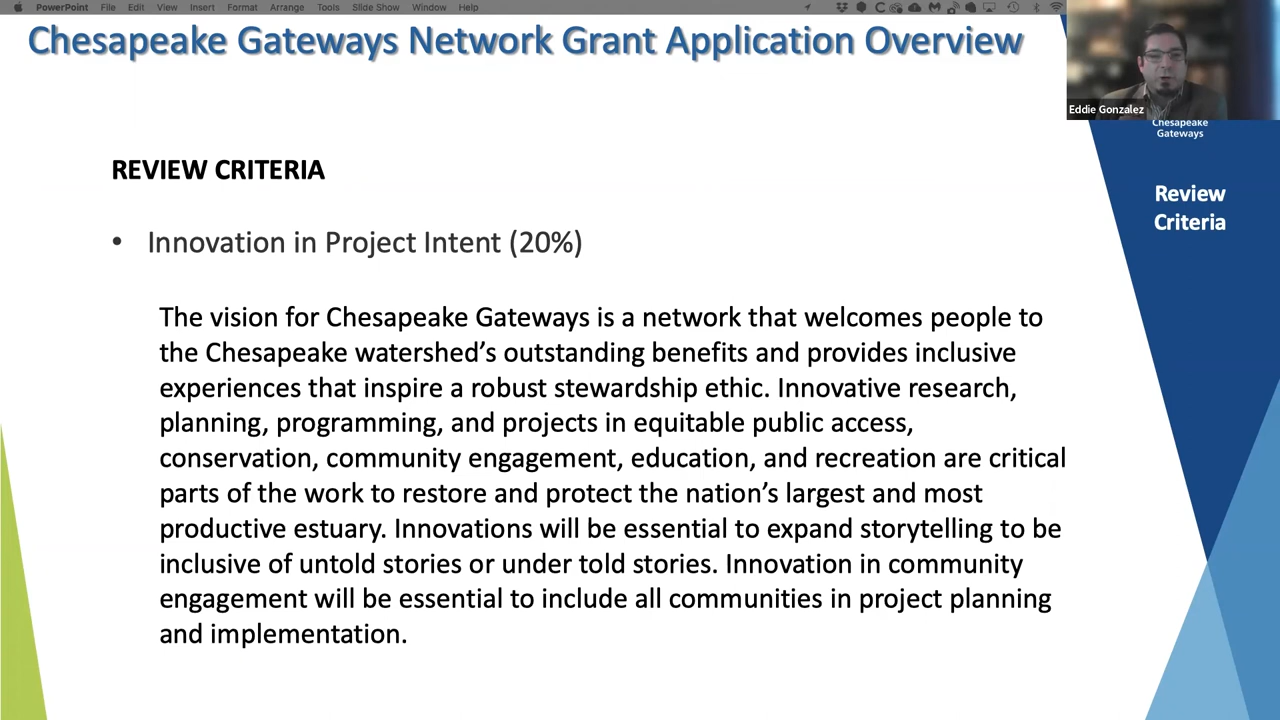 PowerPoint File Edit View Insert Format Arrange Tools Slide Show Window Help
Chesapeake Gateways Network Grant Application Overview
Eddie Gonzalez
Chesapeake
Gateways
Review
Criteria
REVIEW CRITERIA
• Innovation in Project Intent (20%)
The vision for Chesapeake Gateways is a network that welcomes people to
the Chesapeake watershed’s outstanding benefits and provides inclusive
experiences that inspire a robust stewardship ethic. Innovative research,
planning, programming, and projects in equitable public access,
conservation, community engagement, education, and recreation are critical
parts of the work to restore and protect the nation’s largest and most
productive estuary. Innovations will be essential to expand storytelling to be
inclusive of untold stories or under told stories. Innovation in community
engagement will be essential to include all communities in project planning
and implementation.